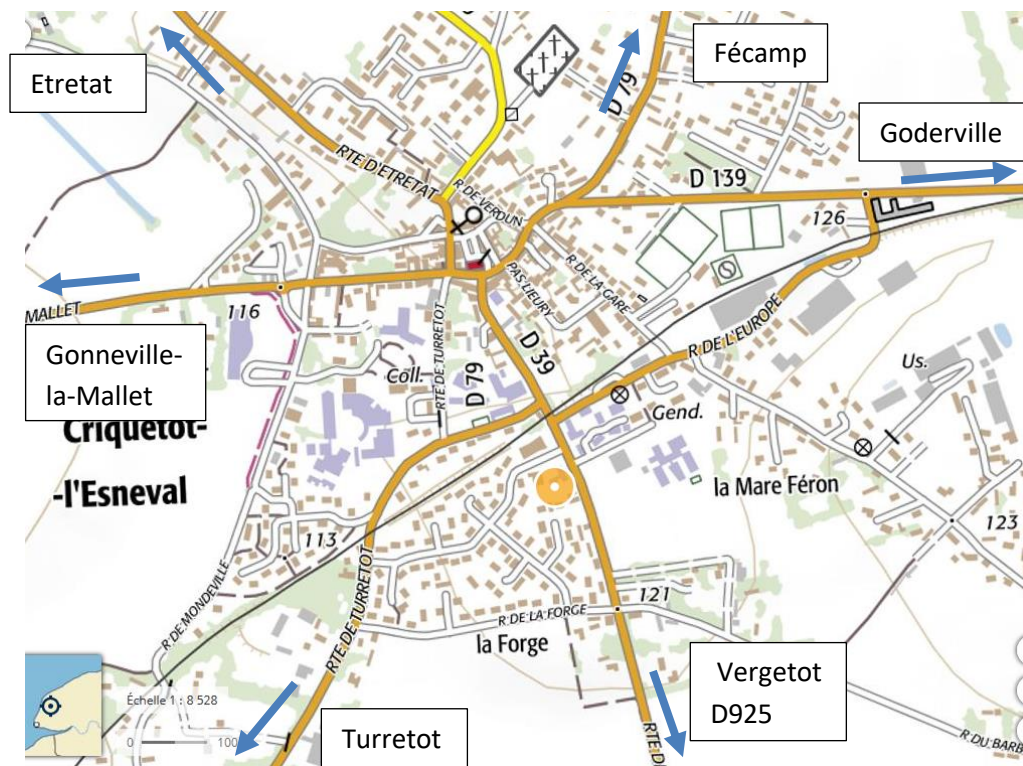 Etretat
Fécamp
Goderville
D 79
RTE D'ETRETAT
R DE VERDUN
D 139
126
R DE LA GARE
PAS LIEURY
MALLET
116
Gonneville-
la-Mallet
Coll.
RTE DE TURRETOT
D 79
D 39
R DE L'EUROPE
Us.
Gend.
Criquetot-
-l'Esneval
la Mare Féron
123
113
R DE MONDEVILLE
RTE DE TURRETOT
121
R DE LA FORGE
la Forge
Vergetot
D925
Échelle 1 : 8 528
0
100
Turretot
R DU BARB